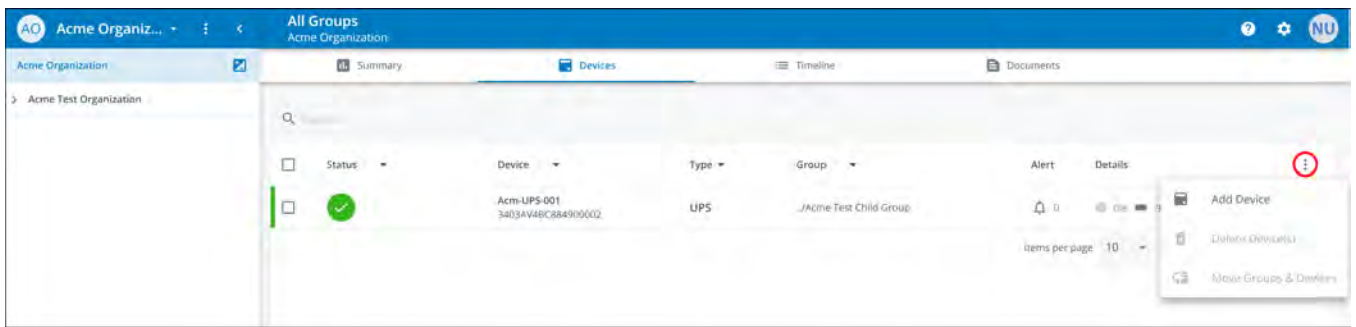 AO Acme Organiz...
All Groups
Acme Organization
NU
Acme Organization
Summary
Devices
Timeline
Documents
Acme Test Organization
Status
Device
Type
Group
Alert
Details
Acm-UPS-001
UPS
../Acme Test Child Group
0
3403AV4BC884900002
Add Device
Items per page 10
Delete Device(s)
Move Groups & Devices